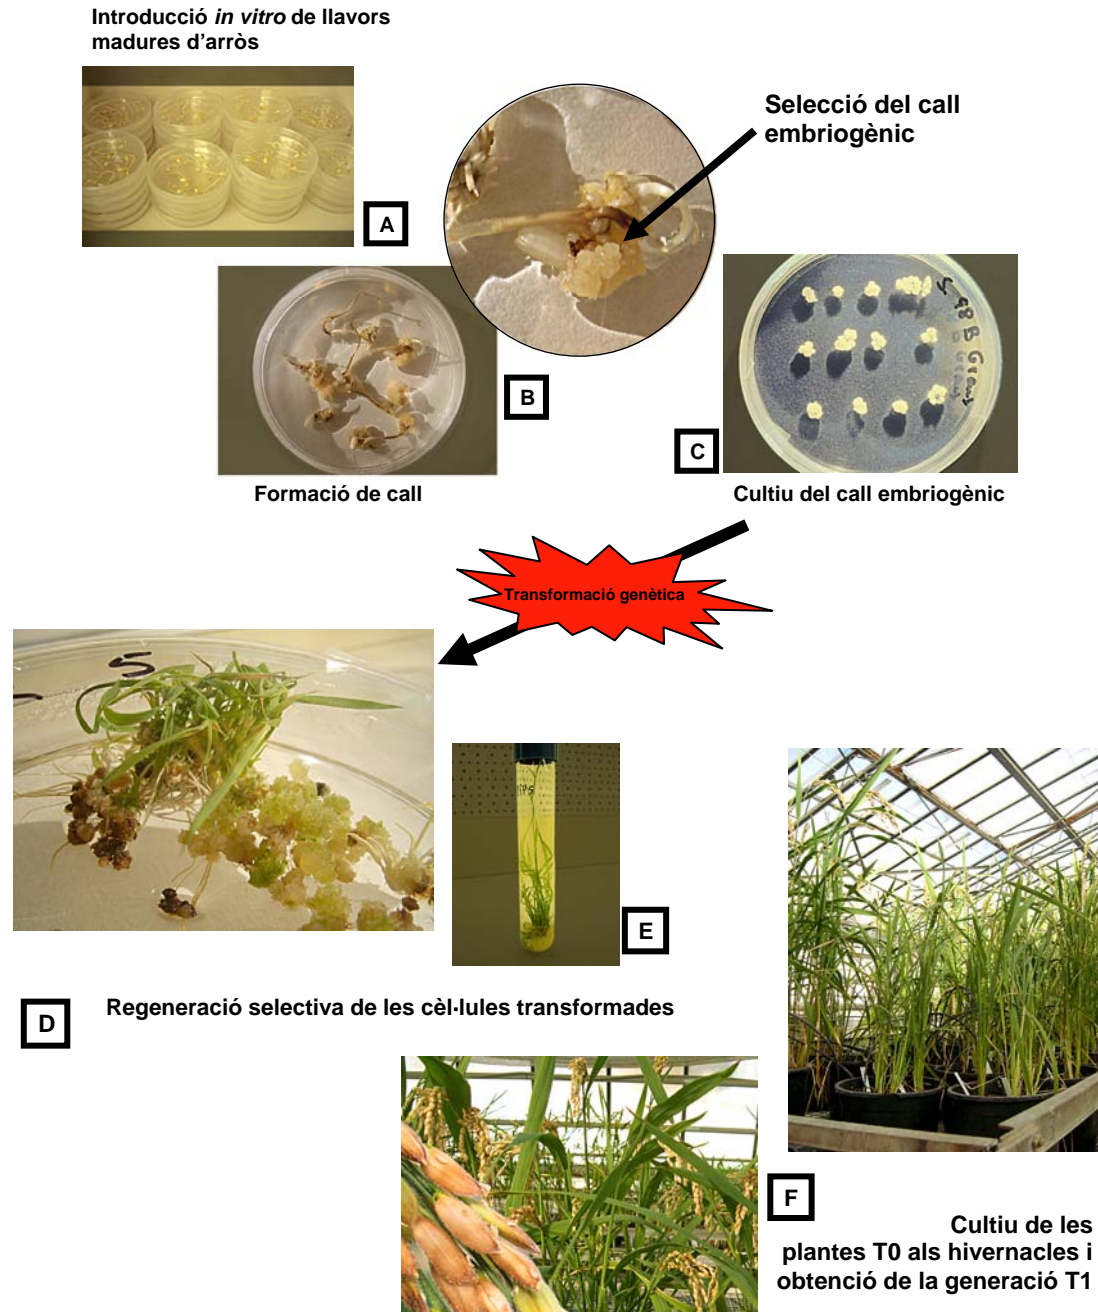 Introducció in vitro de llavors
madures d'arròs
A
Selecció del call
embriogènic
B
Formació de call
C
Cultiu del call embriogènic
Transformació genètica
S
E
D
Regeneració selectiva de les cèl·lules transformades
F
Cultiu de les
plantes T0 als hivernacles i
obtenció de la generació T1